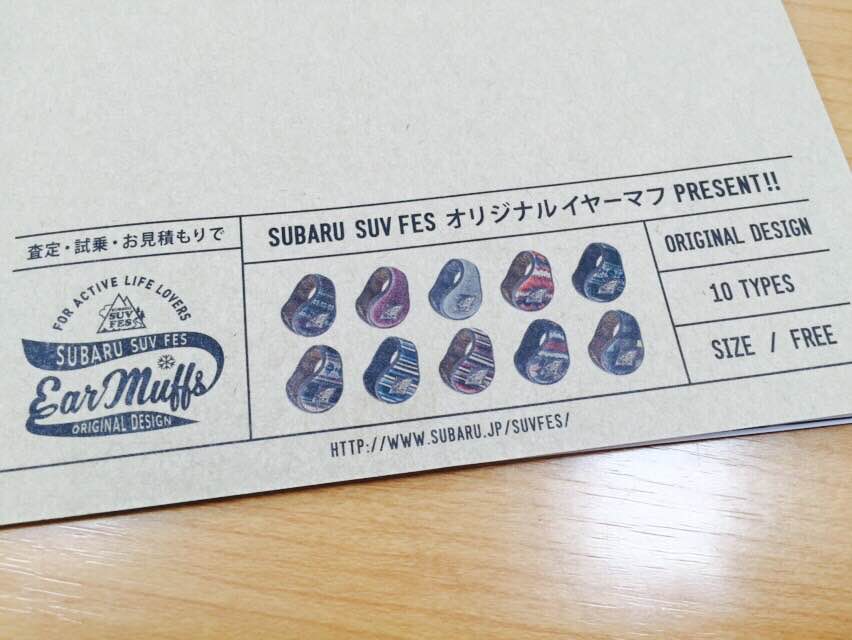 査定・試乗・お見積もりで
FOR ACTIVE LIFE LOVERS
SUV
FES
SUBARU SUV FES
Ear Muffs
ORIGINAL DESIGN
SUBARU SUV FES オリジナルイヤーマフ PRESENT!!
ORIGINAL DESIGN
10 TYPES
SIZE / FREE
HTTP://WWW.SUBARU.JP/SUVFES/